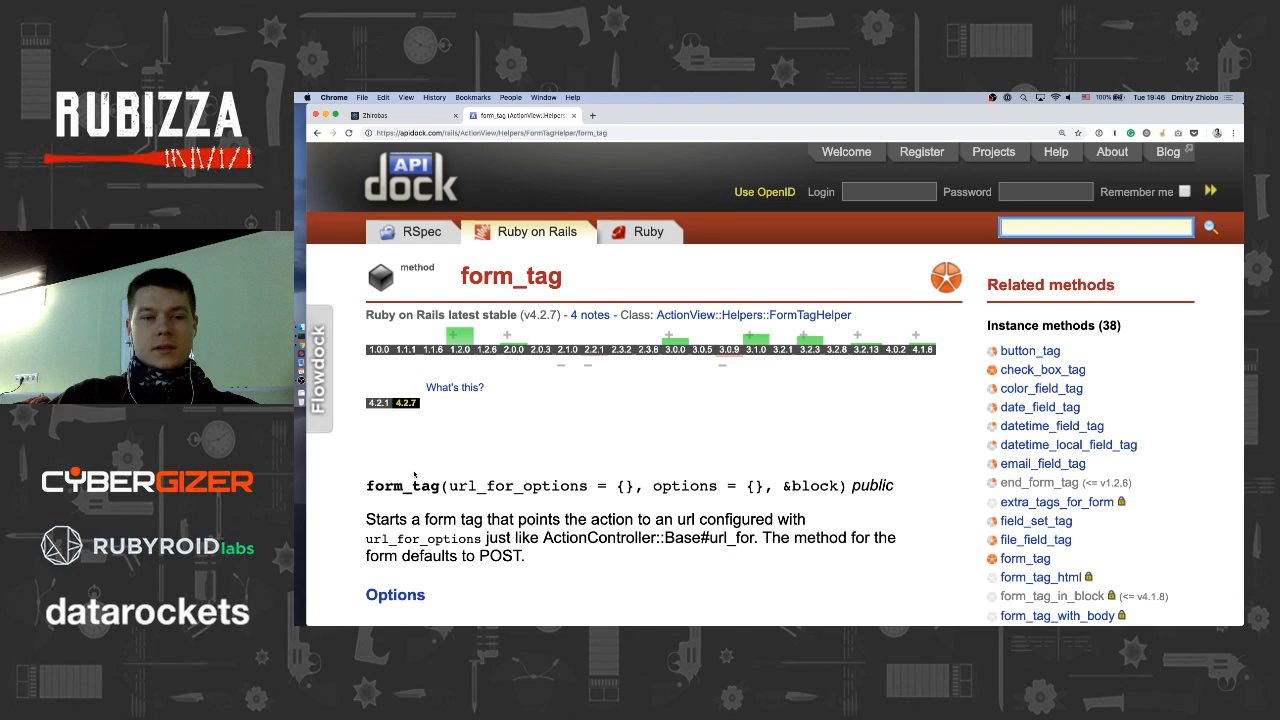 RUBIZZA
CYBERGIZER
RUBYROIDlabs
datarockets
Chrome File Edit View History Bookmarks People Window Help
100% Tue 19:46 Dmitry Zhlobo
Zhirobas
form_tag (ActionView::Helpers
https://apidock.com/rails/ActionView/Helpers/FormTagHelper/form_tag
API
dock
Welcome Register Projects Help About Blog
Use OpenID Login Password Remember me
RSpec Ruby on Rails Ruby
Flowdock
method
form_tag
Ruby on Rails latest stable (v4.2.7) - 4 notes - Class: ActionView::Helpers::FormTagHelper
1.0.0 1.1.1 1.1.6 1.2.0 1.2.6 2.0.0 2.0.3 2.1.0 2.2.1 2.3.2 2.3.8 3.0.0 3.0.5 3.0.9 3.1.0 3.2.1 3.2.3 3.2.8 3.2.13 4.0.2 4.1.8
What's this?
4.2.1 4.2.7
form_tag(url_for_options = {}, options = {}, &block) public
Starts a form tag that points the action to an url configured with
url_for_options just like ActionController::Base#url_for. The method for the
form defaults to POST.
Options
Related methods
Instance methods (38)
button_tag
check_box_tag
color_field_tag
date_field_tag
datetime_field_tag
datetime_local_field_tag
email_field_tag
end_form_tag (<= v1.2.6)
extra_tags_for_form
field_set_tag
file_field_tag
form_tag
form_tag_html
form_tag_in_block (<= v4.1.8)
form_tag_with_body